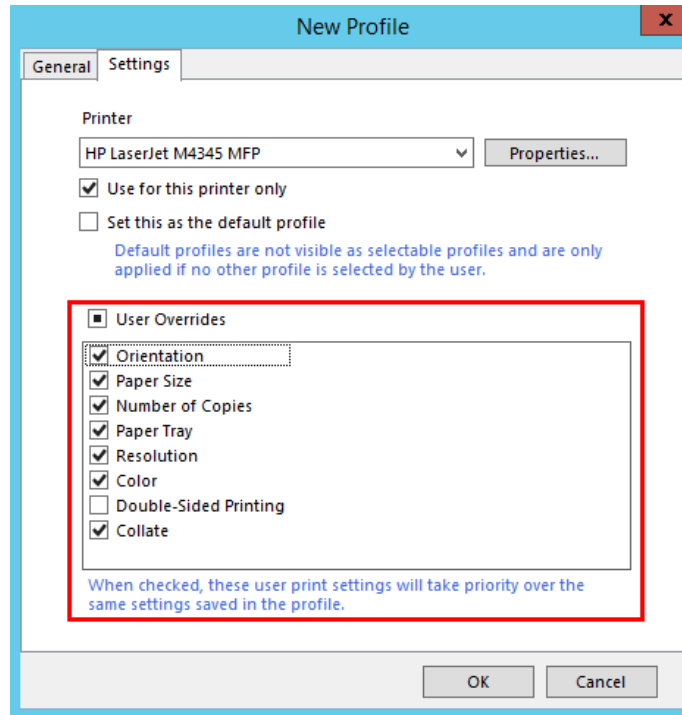 New Profile
x
General
Settings
Printer
HP LaserJet M4345 MFP
Properties...
Use for this printer only
Set this as the default profile
Default profiles are not visible as selectable profiles and are only
applied if no other profile is selected by the user.
User Overrides
Orientation
Paper Size
Number of Copies
Paper Tray
Resolution
Color
Double-Sided Printing
Collate
When checked, these user print settings will take priority over the
same settings saved in the profile.
OK
Cancel